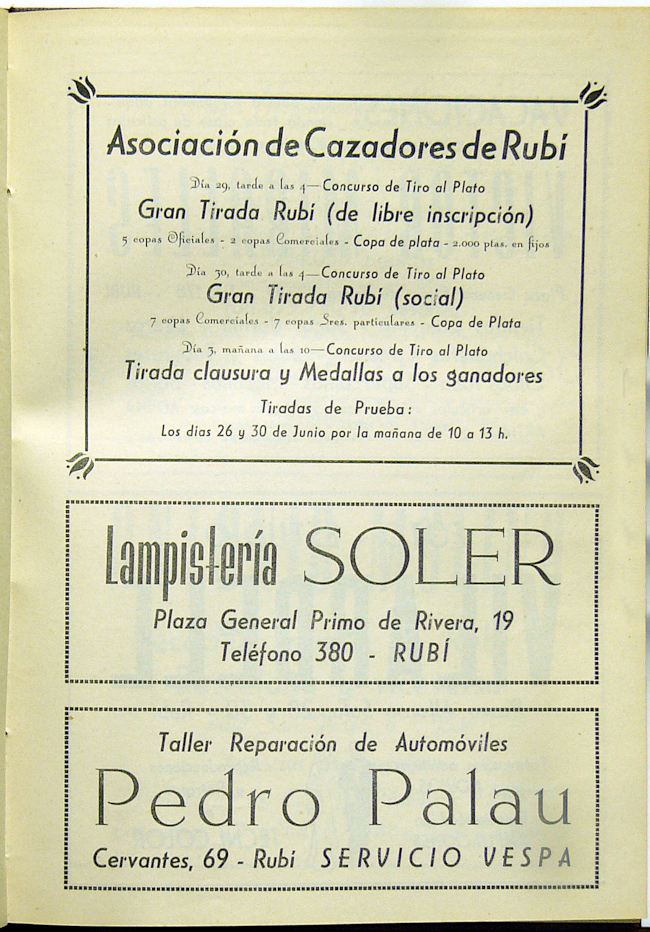 Asociación de Cazadores de Rubí
Día 29, tarde a las 4—Concurso de Tiro al Plato
Gran Tirada Rubí (de libre inscripción)
5 copas Oficiales - 2 copas Comerciales - Copa de plata - 2.000 ptas. en fijos
Día 30, tarde a las 4—Concurso de Tiro al Plato
Gran Tirada Rubí (social)
7 copas Comerciales - 7 copas Sres. particulares - Copa de Plata
Día 3, mañana a las 10—Concurso de Tiro al Plato
Tirada clausura y Medallas a los ganadores
Tiradas de Prueba:
Los días 26 y 30 de Junio por la mañana de 10 a 13 h.
Lampistería SOLER
Plaza General Primo de Rivera, 19
Teléfono 380 - RUBÍ
Taller Reparación de Automóviles
Pedro Palau
Cervantes, 69 - Rubí SERVICIO VESPA